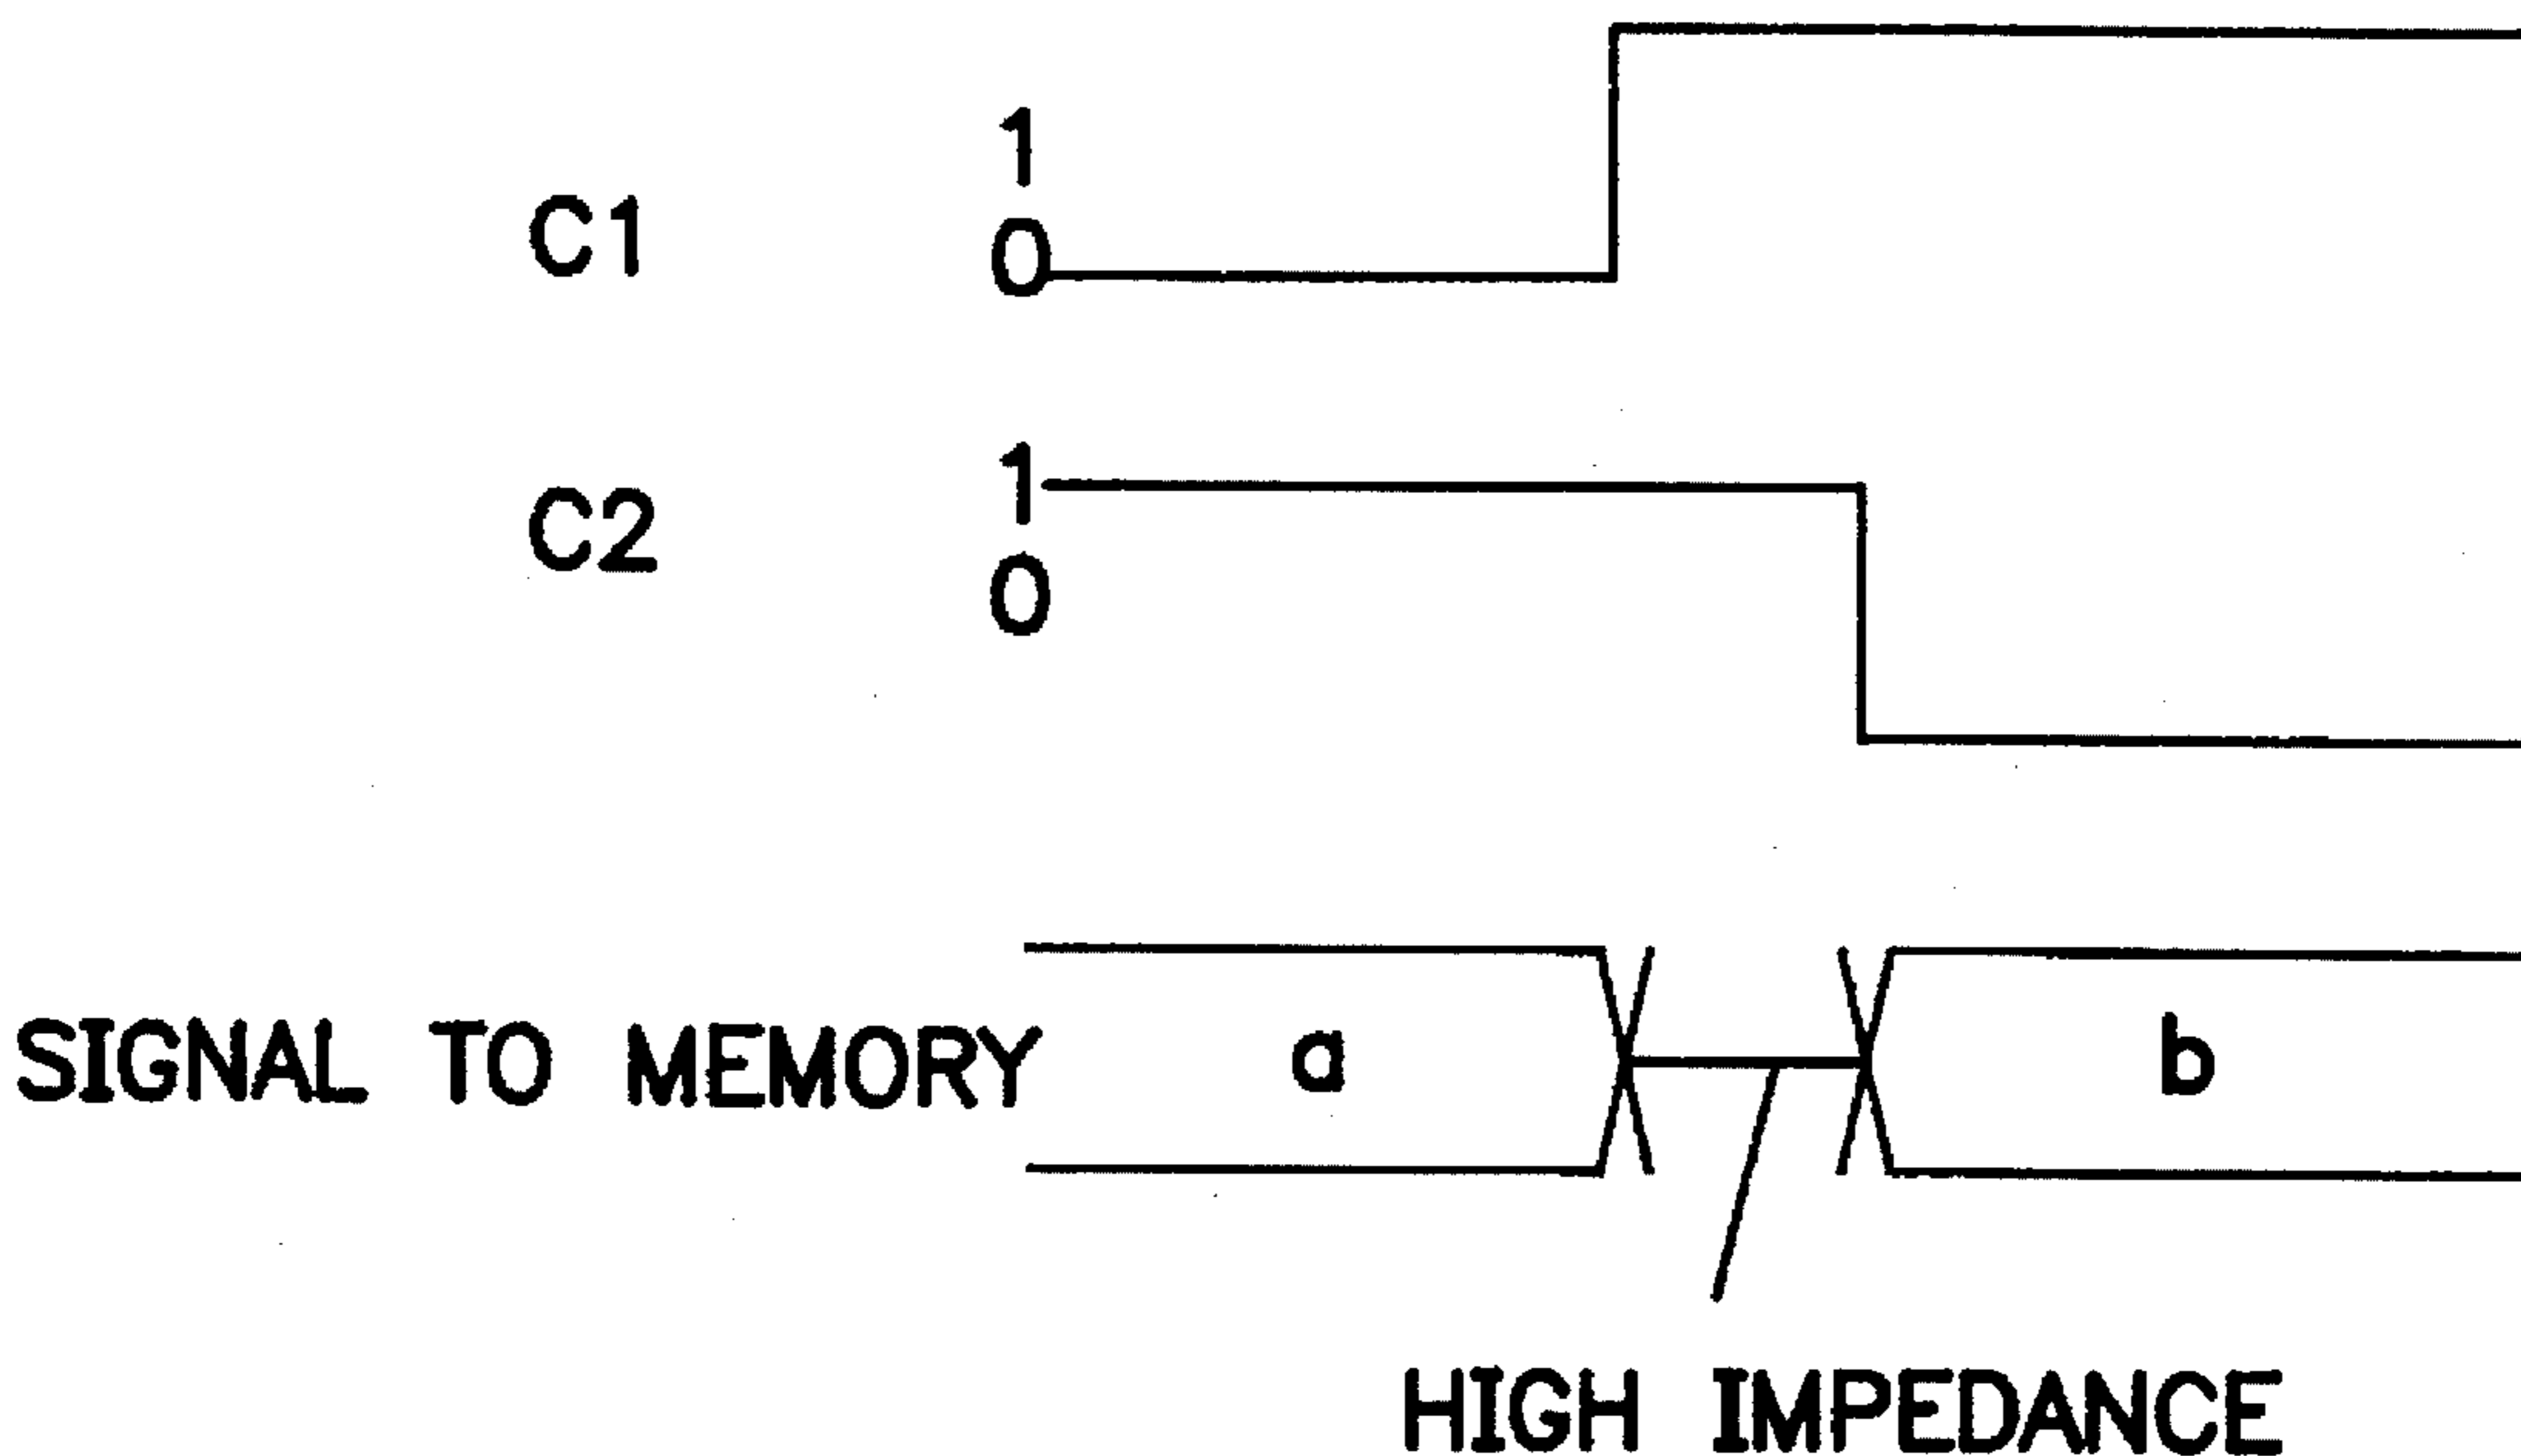 1
C1
0
1
C2
0
SIGNAL TO MEMORY a b
HIGH IMPEDANCE